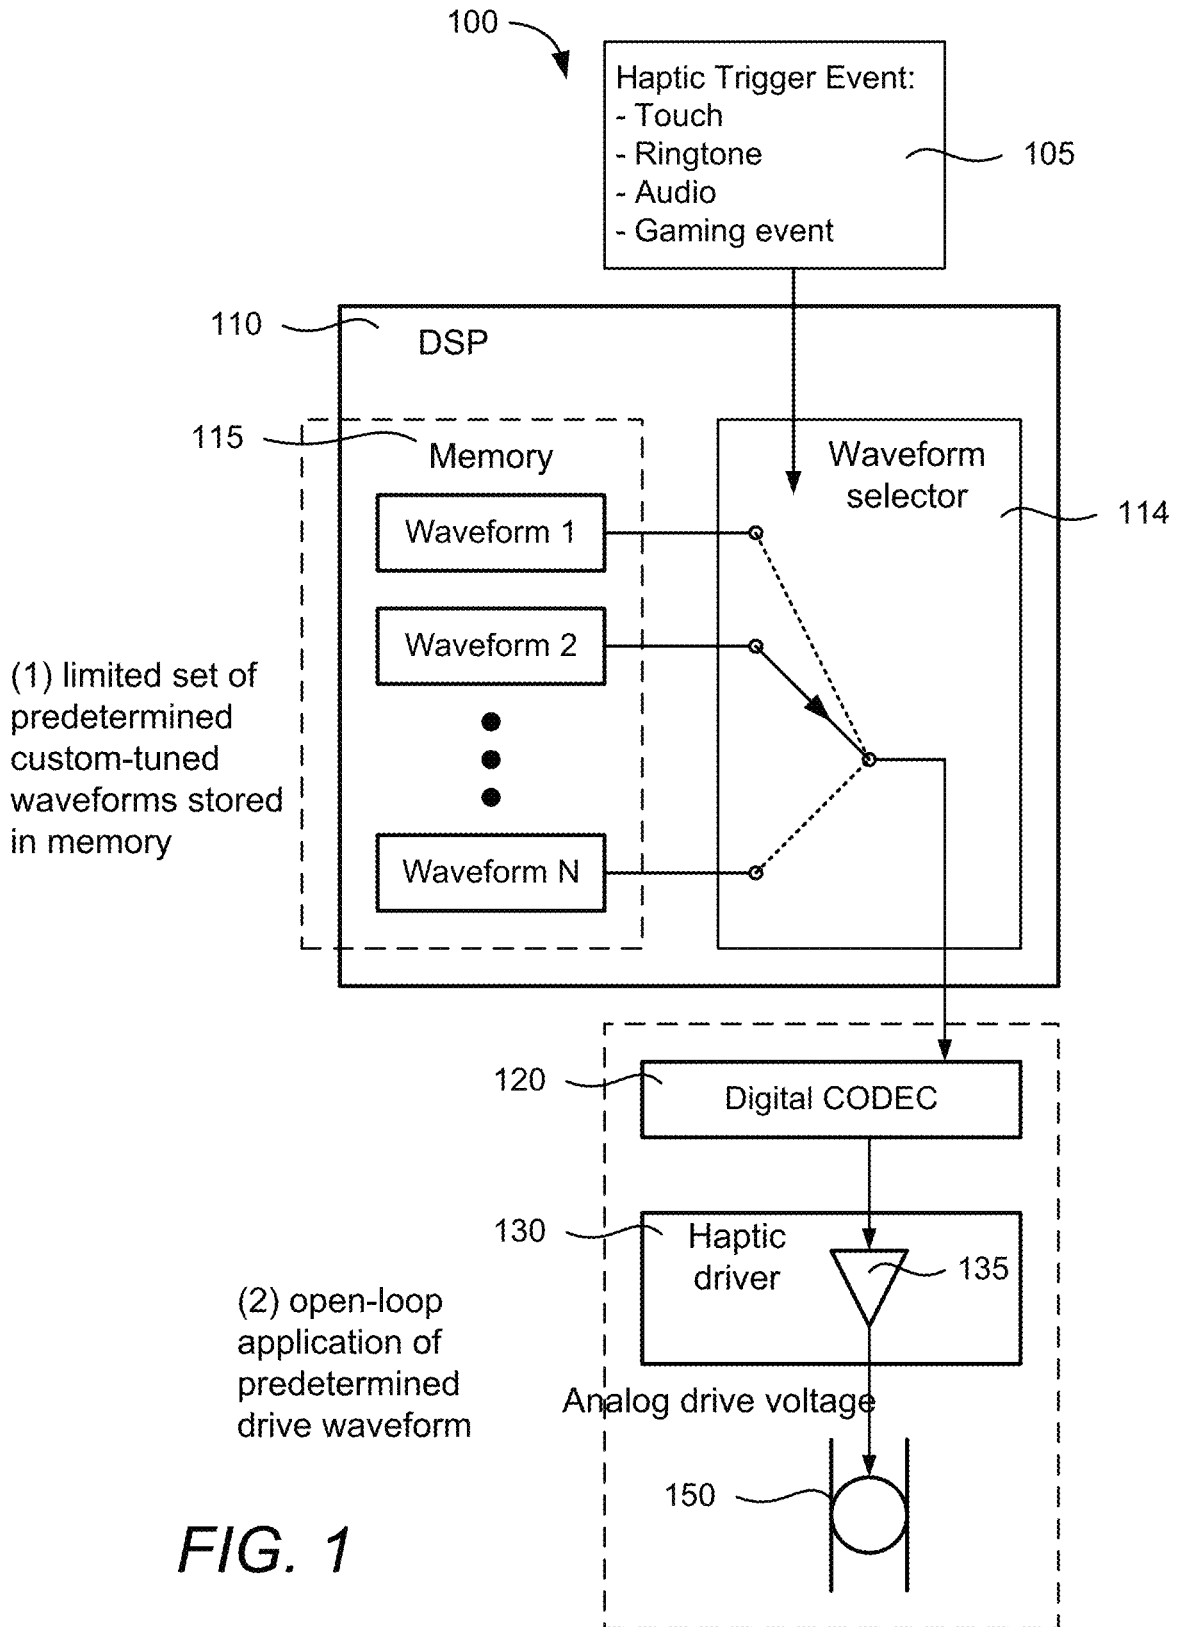 100
Haptic Trigger Event:
- Touch
- Ringtone
- Audio
- Gaming event
105
110
DSP
115
Memory
Waveform
selector
114
Waveform 1
Waveform 2
Waveform N
(1) limited set of
predetermined
custom-tuned
waveforms stored
in memory
120
Digital CODEC
130
Haptic
driver
135
(2) open-loop
application of
predetermined
drive waveform
Analog drive voltage
150
FIG. 1